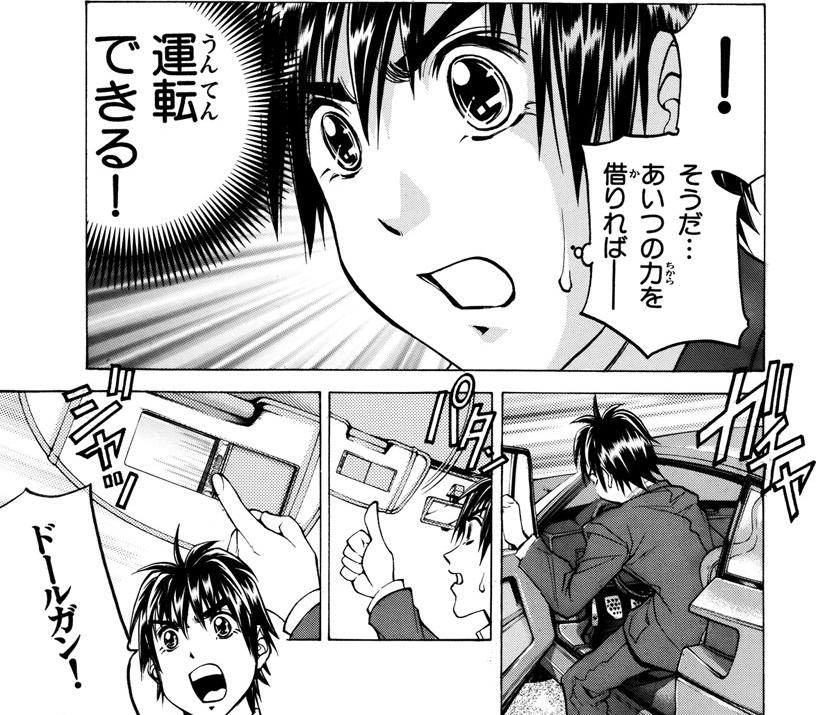 ！
そうだ…
あいつの力を
借りれば――
運転
できる！
ガチャ
パタン
ジャッ
ドールガン！